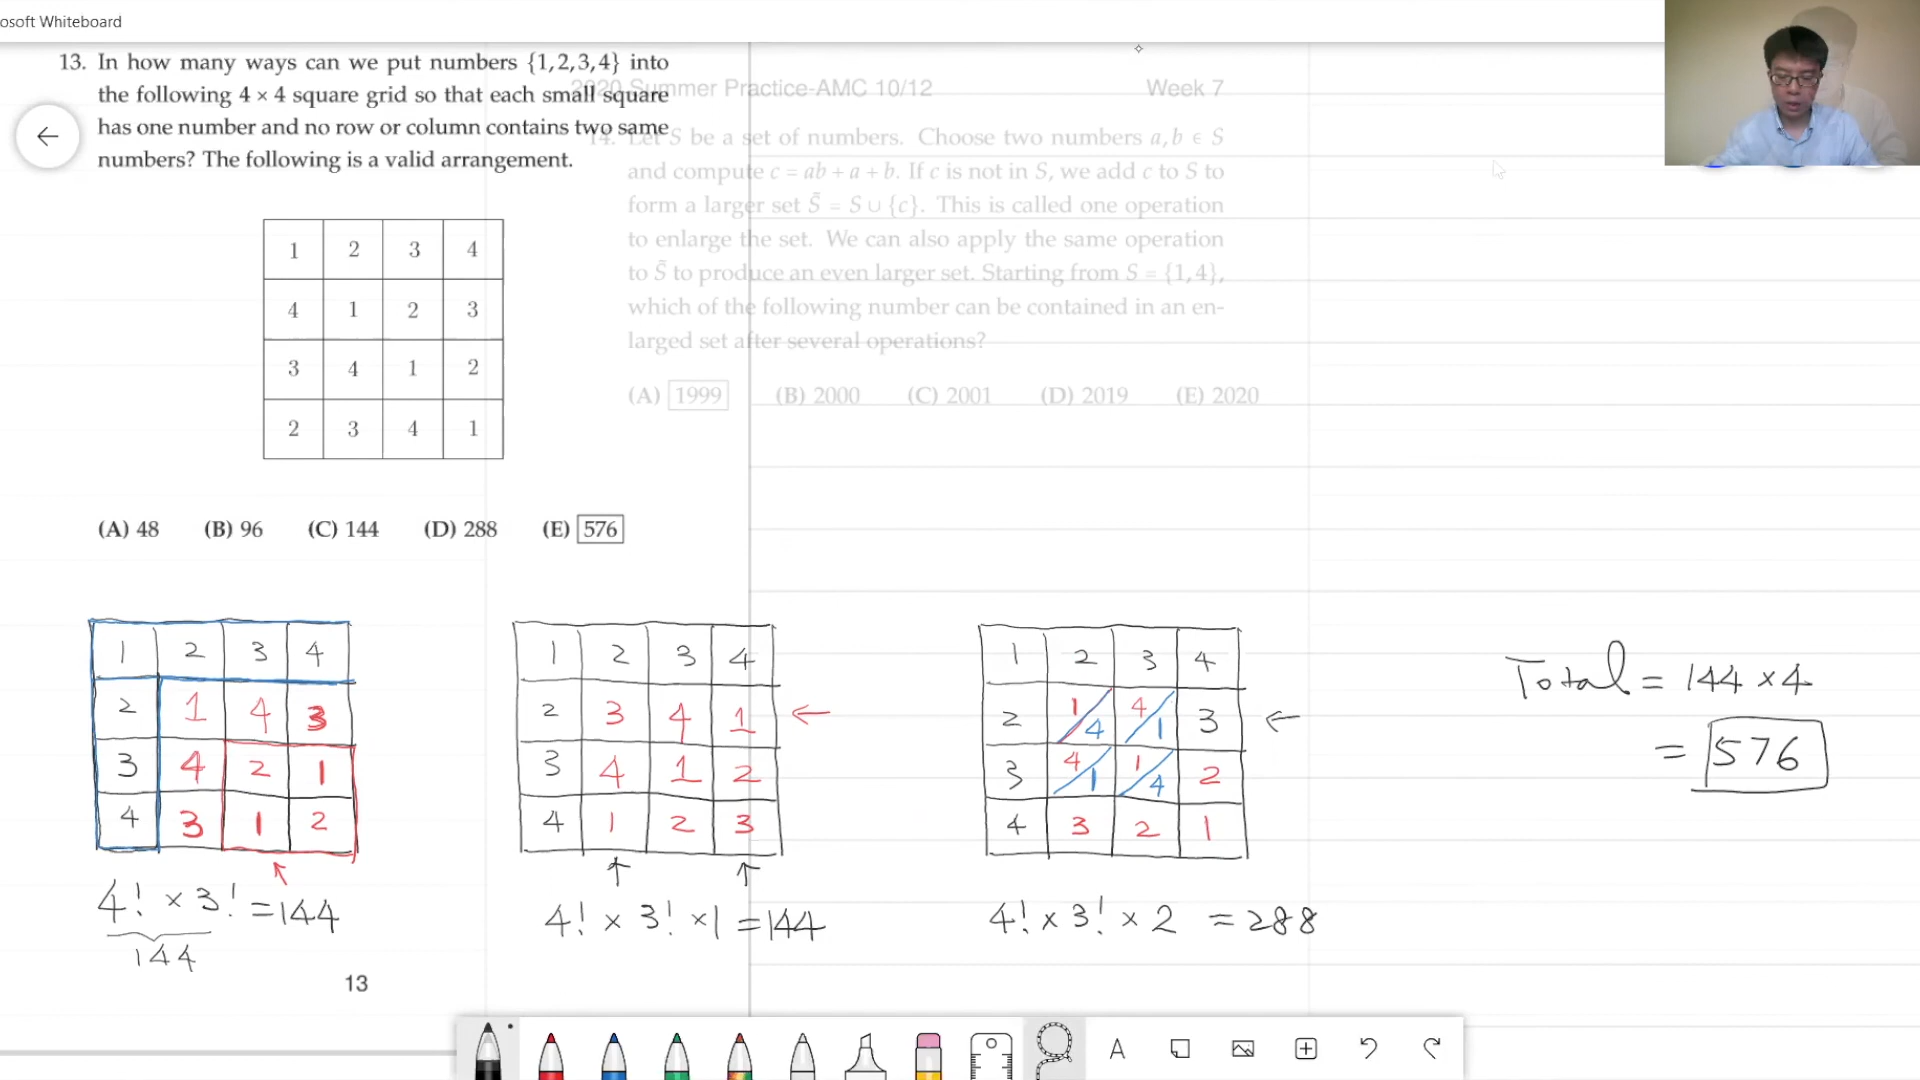 osoft Whiteboard
13. In how many ways can we put numbers {1,2,3,4} into
the following 4 × 4 square grid so that each small square
has one number and no row or column contains two same
numbers? The following is a valid arrangement.
1 2 3 4
4 1 2 3
3 4 1 2
2 3 4 1
(A) 48 (B) 96 (C) 144 (D) 288 (E) 576
2020 Summer Practice-AMC 10/12 Week 7
14. Let S be a set of numbers. Choose two numbers a, b ∈ S
and compute c = ab + a + b. If c is not in S, we add c to S to
form a larger set S̄ = S ∪ {c}. This is called one operation
to enlarge the set. We can also apply the same operation
to S̄ to produce an even larger set. Starting from S = {1,4},
which of the following number can be contained in an en-
larged set after several operations?
(A) 1999 (B) 2000 (C) 2001 (D) 2019 (E) 2020
1 2 3 4
2 1 4 3
3 4 2 1
4 3 1 2
4! × 3! = 144
144
13
1 2 3 4
2 3 4 1
3 4 1 2
4 1 2 3
4! × 3! × 1 = 144
1 2 3 4
2 1/4 4/1 3
3 4/1 1/4 2
4 3 2 1
4! × 3! × 2 = 288
Total = 144 × 4
= 576
A